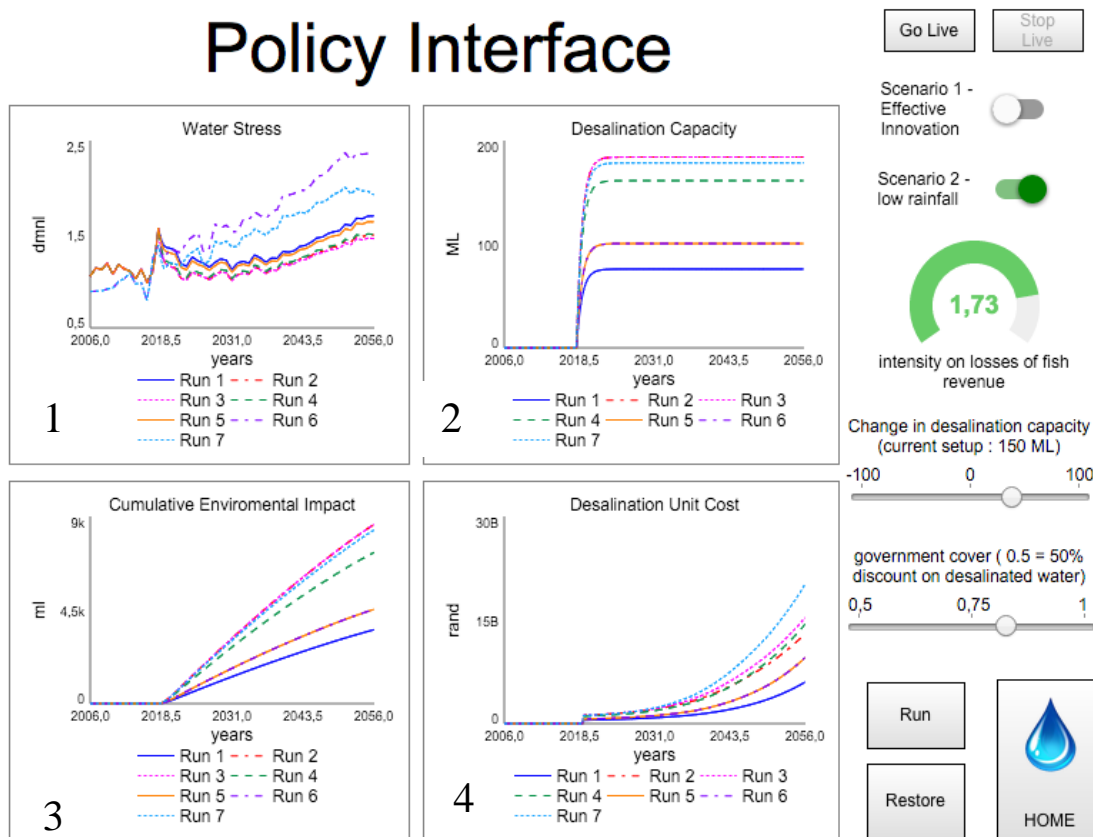 Policy Interface
Go Live
Stop
Live
Scenario 1 -
Effective
Innovation
Scenario 2 -
low rainfall
1,73
intensity on losses of fish
revenue
Change in desalination capacity
(current setup : 150 ML)
-100 0 100
government cover ( 0.5 = 50%
discount on desalinated water)
0,5 0,75 1
Run
Restore
HOME
Water Stress
2,5
dmnl
1,5
0,5
2006,0 2018,5 2031,0 2043,5 2056,0
years
Run 1 Run 2
Run 3 Run 4
Run 5 Run 6
Run 7
1
Desalination Capacity
200
ML
100
0
2006,0 2018,5 2031,0 2043,5 2056,0
years
Run 1 Run 2 Run 3
Run 4 Run 5 Run 6
Run 7
2
Cumulative Enviromental Impact
9k
ml
4,5k
0
2006,0 2018,5 2031,0 2043,5 2056,0
years
Run 1 Run 2
Run 3 Run 4
Run 5 Run 6
Run 7
3
Desalination Unit Cost
30B
rand
15B
0
2006,0 2018,5 2031,0 2043,5 2056,0
years
Run 1 Run 2 Run 3
Run 4 Run 5 Run 6
Run 7
4